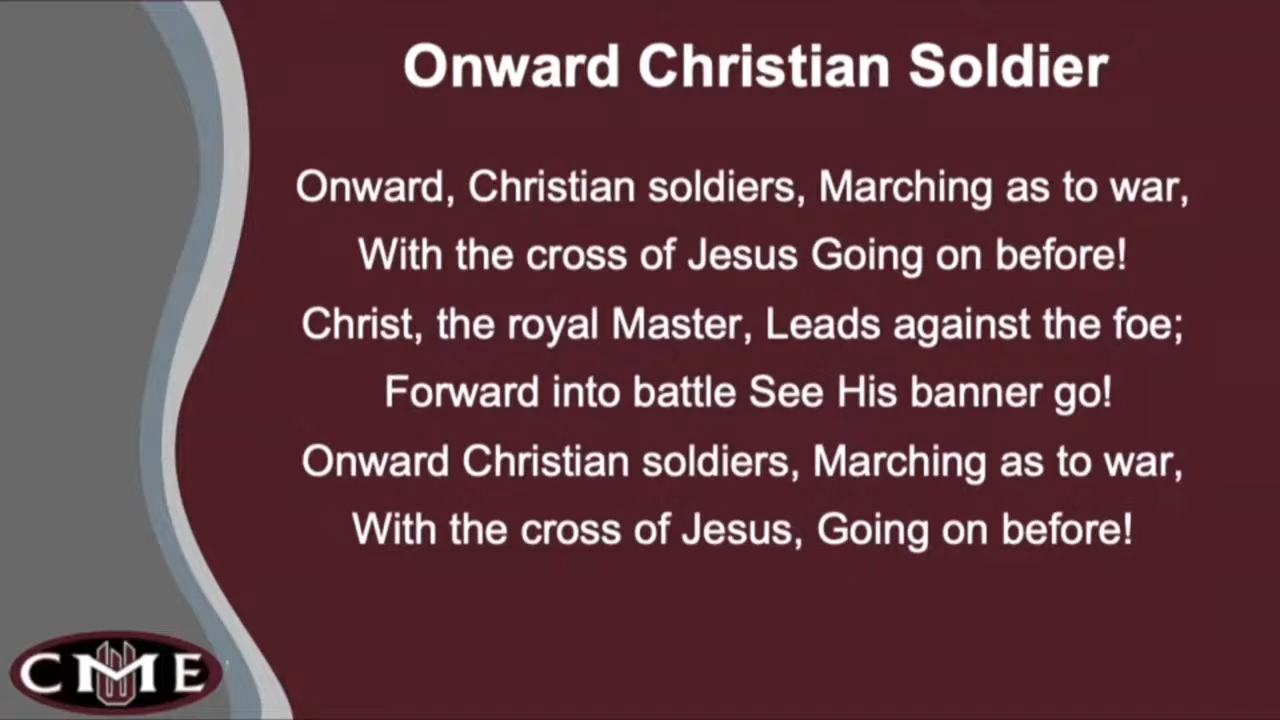 Onward Christian Soldier
Onward, Christian soldiers, Marching as to war,
With the cross of Jesus Going on before!
Christ, the royal Master, Leads against the foe;
Forward into battle See His banner go!
Onward Christian soldiers, Marching as to war,
With the cross of Jesus, Going on before!
CME